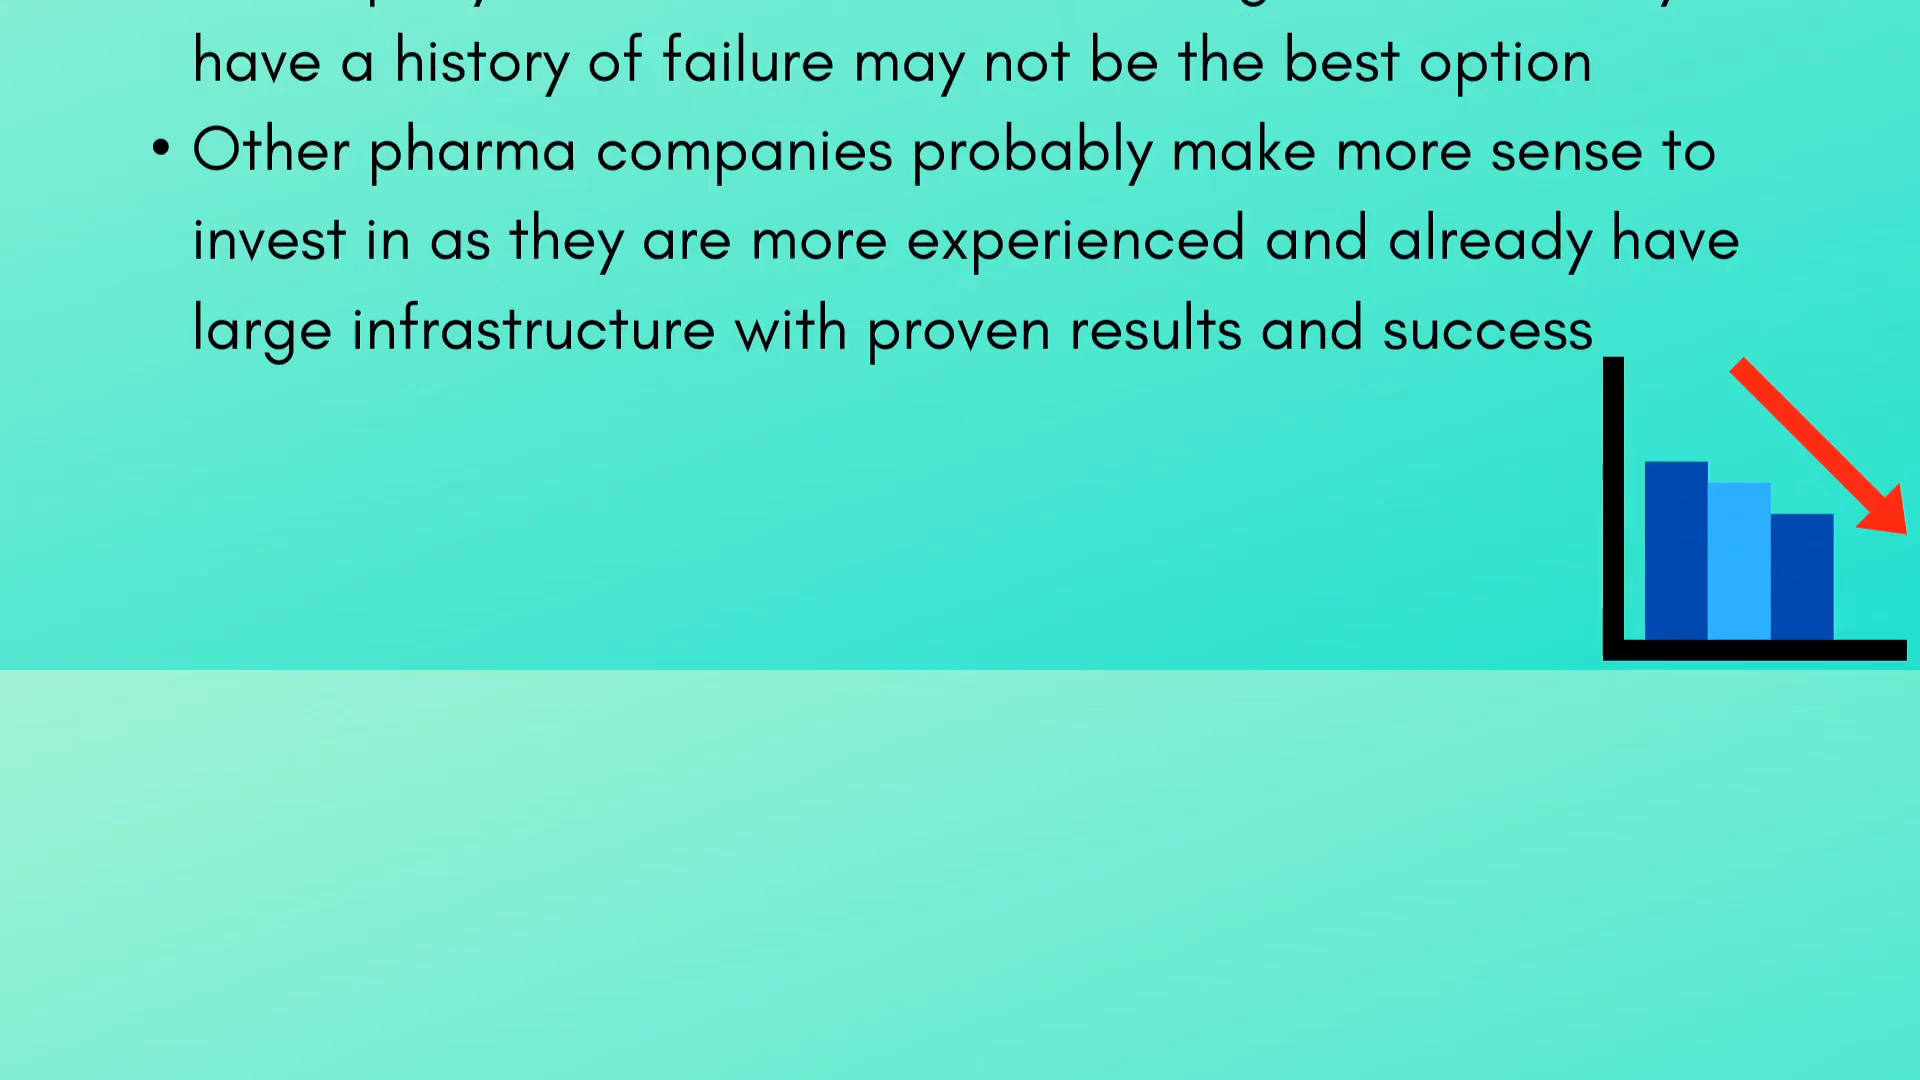 have a history of failure may not be the best option
• Other pharma companies probably make more sense to
invest in as they are more experienced and already have
large infrastructure with proven results and success